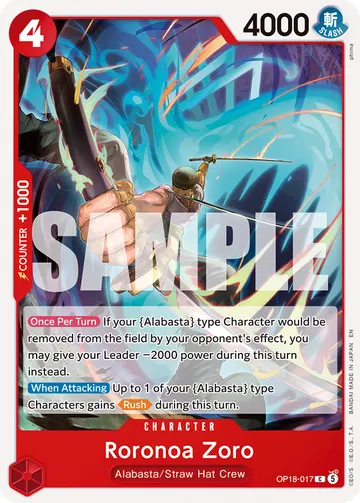 4
4000
斬
SLASH
phima
COUNTER +1000
SAMPLE
Once Per Turn If your {Alabasta} type Character would be
removed from the field by your opponent's effect, you
may give your Leader −2000 power during this turn
instead.
When Attacking Up to 1 of your {Alabasta} type
Characters gains Rush during this turn.
CHARACTER
Roronoa Zoro
Alabasta/Straw Hat Crew
OP18-017 C 5
©E.O/S ©E.O./S., T.A BANDAI MADE IN JAPAN EN